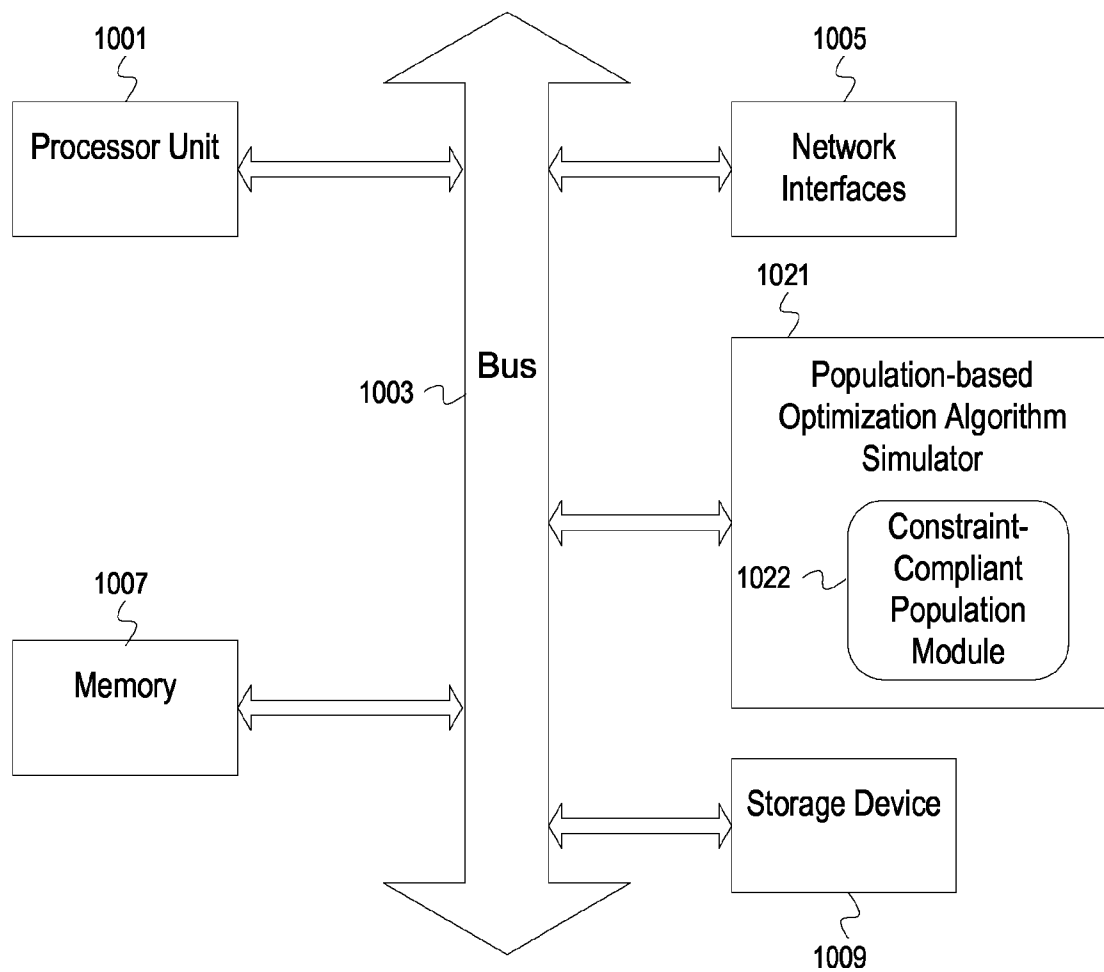 1001
Processor Unit
1005
Network
Interfaces
1021
Population-based
Optimization Algorithm
Simulator
Bus
1003
Constraint-
Compliant
Population
Module
1022
1007
Memory
Storage Device
1009